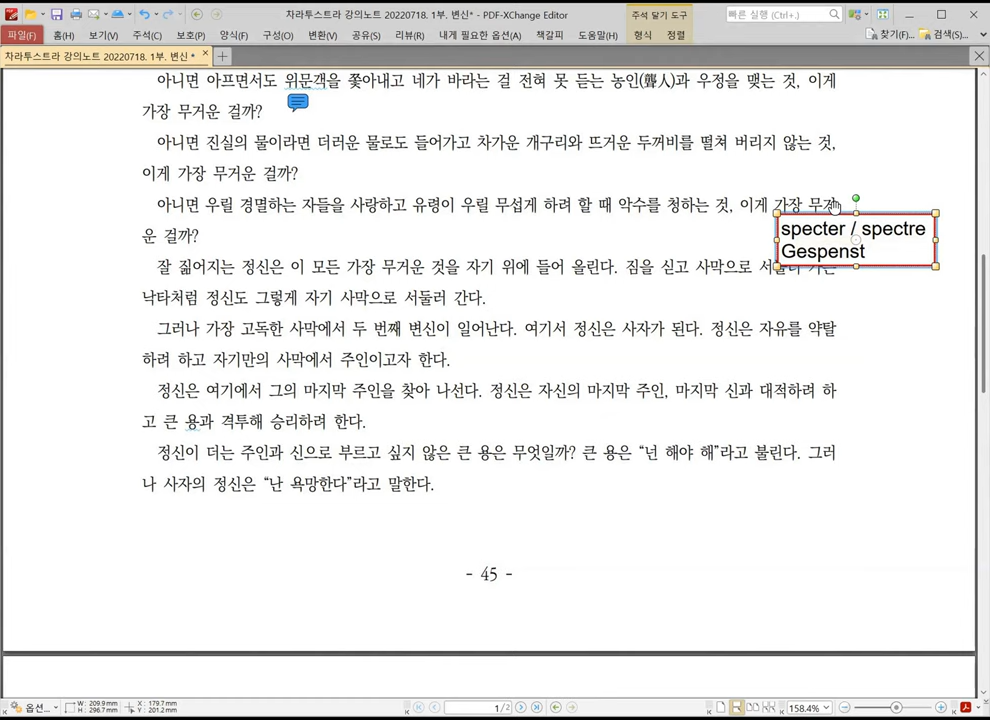 차라투스트라 강의노트 20220718. 1부. 변신* - PDF-XChange Editor
주석 달기 도구
빠른 실행 (Ctrl+.)
파일(F) 홈(H) 보기(V) 주석(C) 보호(P) 양식(F) 구성(O) 변환(V) 공유(S) 리뷰(R) 내게 필요한 옵션(A) 책갈피 도움말(H) 형식 정렬 찾기(F)... 검색(S)...
차라투스트라 강의노트 20220718. 1부. 변신 *
아니면 아프면서도 위문객을 쫓아내고 네가 바라는 걸 전혀 못 듣는 농인(聾人)과 우정을 맺는 것, 이게
가장 무거운 걸까?
아니면 진실의 물이라면 더러운 물로도 들어가고 차가운 개구리와 뜨거운 두꺼비를 떨쳐 버리지 않는 것,
이게 가장 무거운 걸까?
아니면 우릴 경멸하는 자들을 사랑하고 유령이 우릴 무섭게 하려 할 때 악수를 청하는 것, 이게 가장 무거
운 걸까?
specter / spectre
Gespenst
잘 짊어지는 정신은 이 모든 가장 무거운 것을 자기 위에 들어 올린다. 짐을 싣고 사막으로 서둘러 가는
낙타처럼 정신도 그렇게 자기 사막으로 서둘러 간다.
그러나 가장 고독한 사막에서 두 번째 변신이 일어난다. 여기서 정신은 사자가 된다. 정신은 자유를 약탈
하려 하고 자기만의 사막에서 주인이고자 한다.
정신은 여기에서 그의 마지막 주인을 찾아 나선다. 정신은 자신의 마지막 주인, 마지막 신과 대적하려 하
고 큰 용과 격투해 승리하려 한다.
정신이 더는 주인과 신으로 부르고 싶지 않은 큰 용은 무엇일까? 큰 용은 “넌 해야 해”라고 불린다. 그러
나 사자의 정신은 “난 욕망한다”라고 말한다.
- 45 -
옵션... W: 209.9 mm X: 179.7 mm 1 / 2 158.4%
H: 296.7 mm Y: 201.2 mm